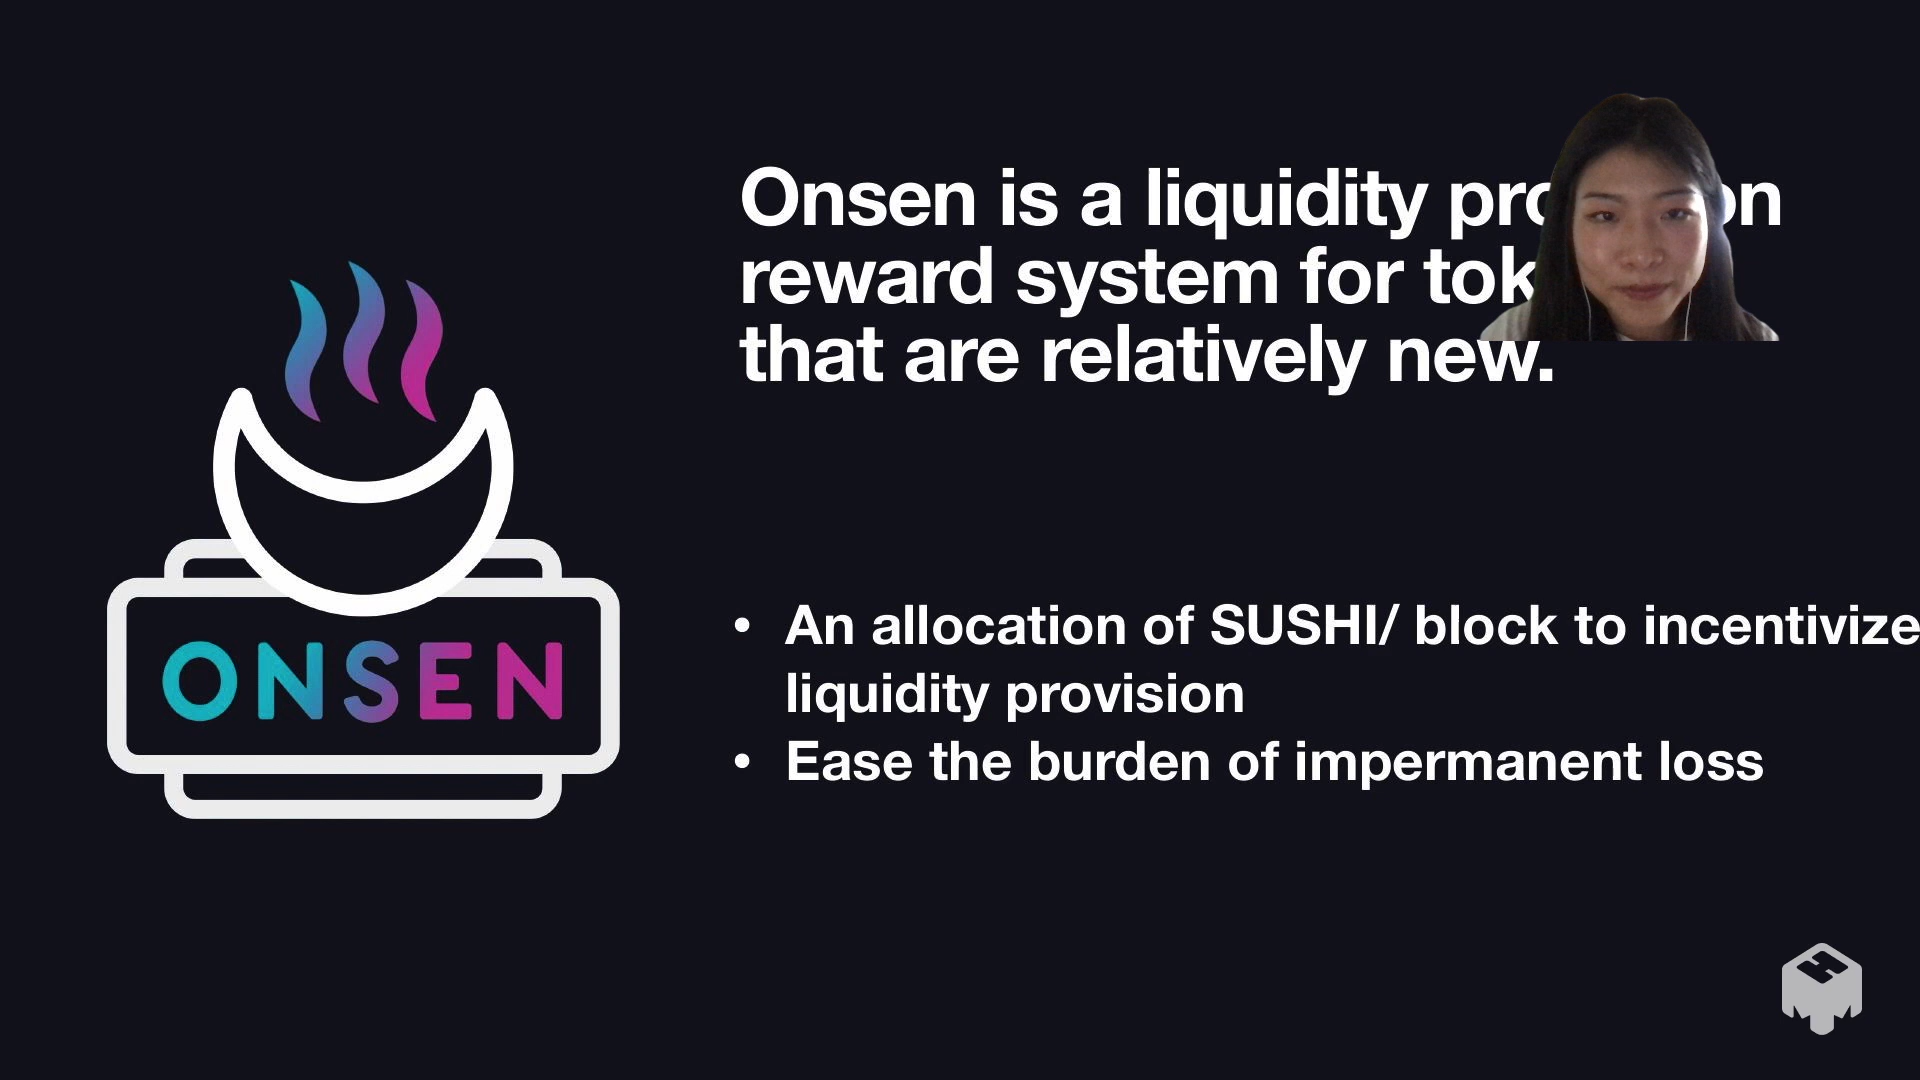 Onsen is a liquidity
reward system for
that are relatively new.
ONSEN
• An allocation of SUSHI/ block to incentivize
liquidity provision
• Ease the burden of impermanent loss